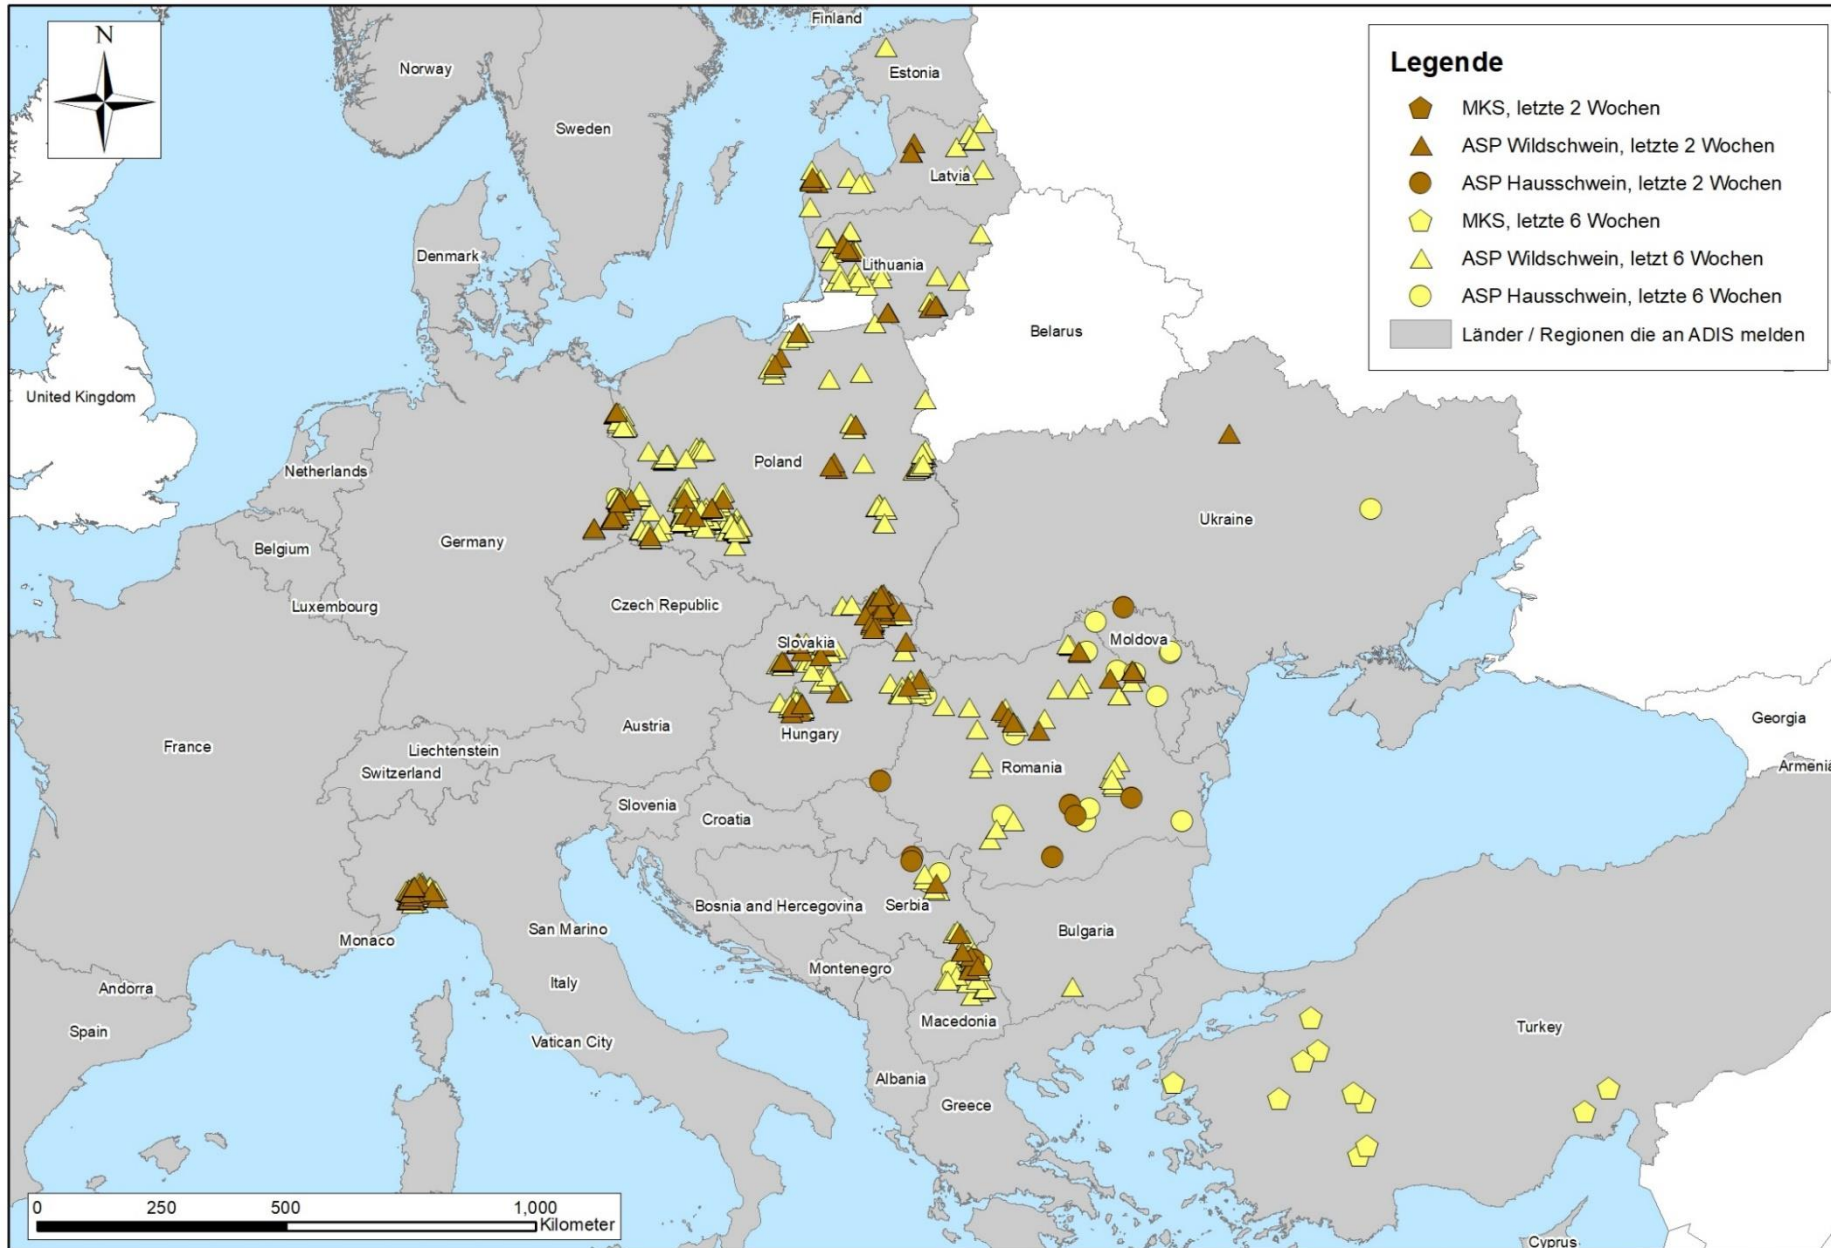 N
Legende
MKS, letzte 2 Wochen
ASP Wildschwein, letzte 2 Wochen
ASP Hausschwein, letzte 2 Wochen
MKS, letzte 6 Wochen
ASP Wildschwein, letzt 6 Wochen
ASP Hausschwein, letzte 6 Wochen
Länder / Regionen die an ADIS melden
Finland
Norway
Estonia
Sweden
Latvia
Denmark
Lithuania
Belarus
United Kingdom
Netherlands
Poland
Ukraine
Belgium
Germany
Luxembourg
Czech Republic
Slovakia
Moldova
Austria
Hungary
Georgia
France
Liechtenstein
Switzerland
Romania
Armeni
Slovenia
Croatia
Bosnia and Hercegovina
Serbia
San Marino
Bulgaria
Monaco
Montenegro
Andorra
Italy
Macedonia
Turkey
Spain
Vatican City
Albania
Greece
Cyprus
0 250 500 1,000
Kilometer